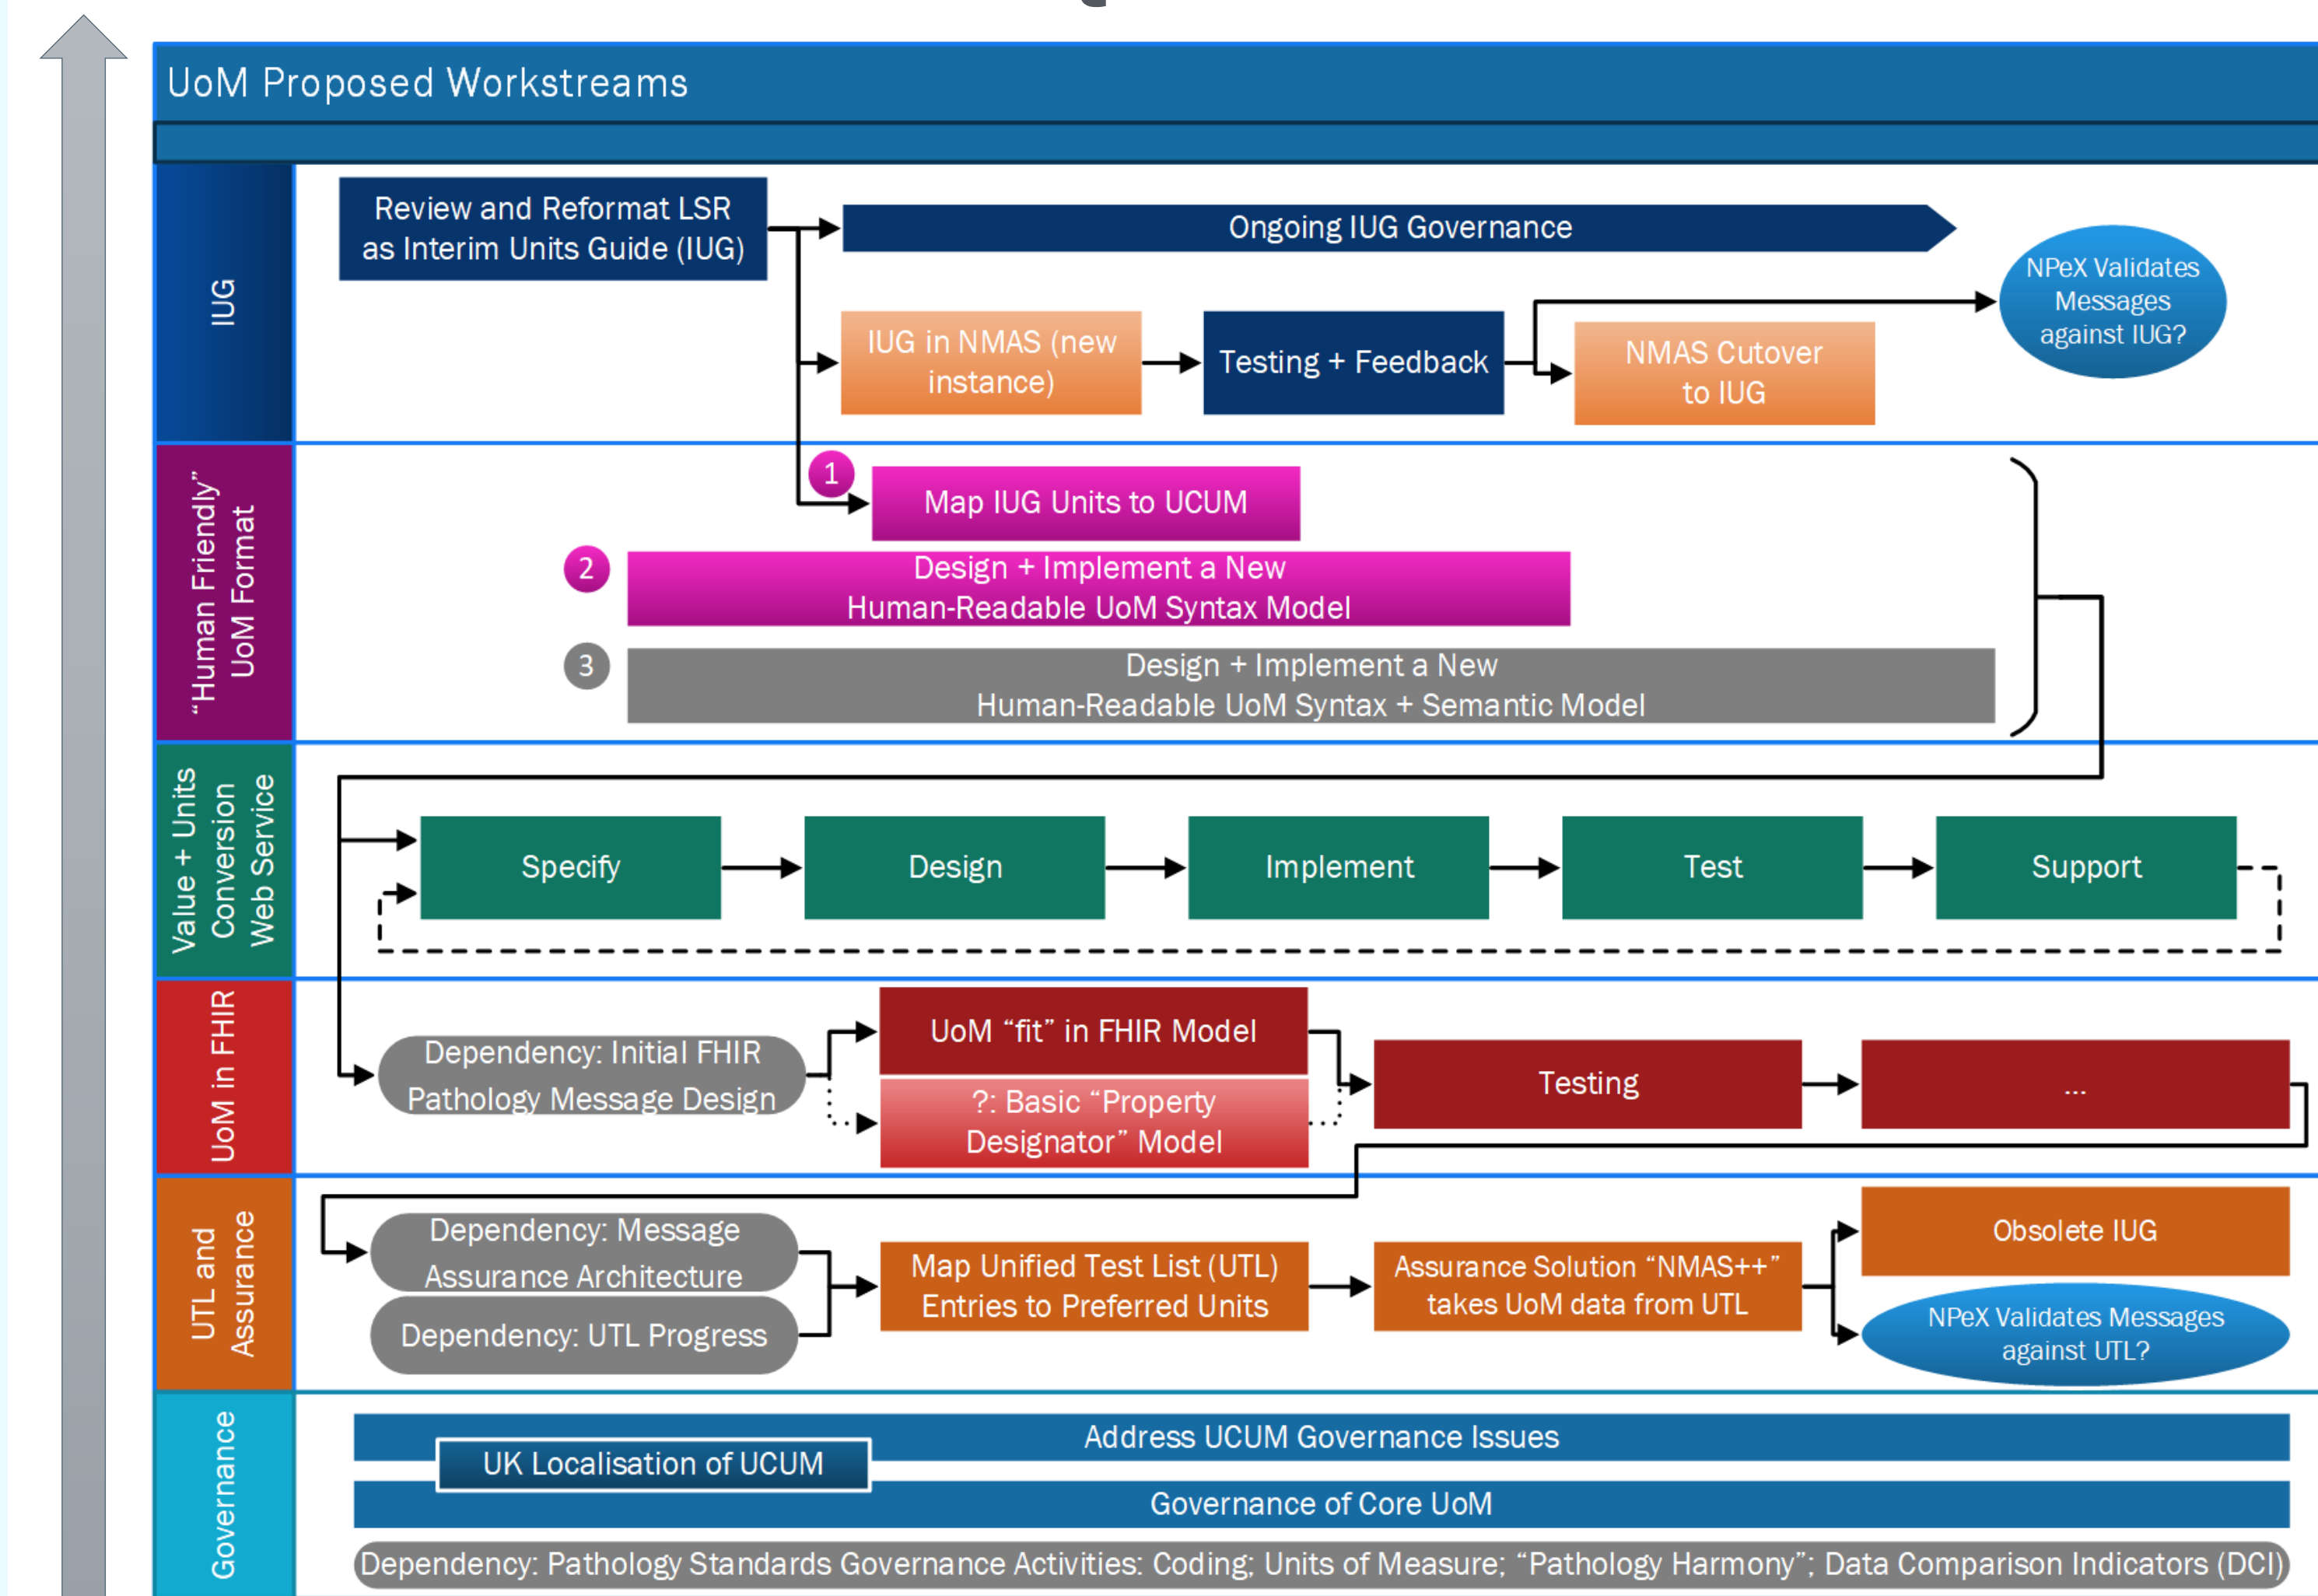 UoM Proposed Workstreams
IUG
Review and Reformat LSR
as Interim Units Guide (IUG)
Ongoing IUG Governance
NPeX Validates
Messages
against IUG?
IUG in NMAS (new
instance)
Testing + Feedback
NMAS Cutover
to IUG
“Human Friendly”
UoM Format
1
Map IUG Units to UCUM
2
Design + Implement a New
Human-Readable UoM Syntax Model
3
Design + Implement a New
Human-Readable UoM Syntax + Semantic Model
Value + Units
Conversion
Web Service
Specify
Design
Implement
Test
Support
UoM in FHIR
Dependency: Initial FHIR
Pathology Message Design
UoM “fit” in FHIR Model
?: Basic “Property
Designator” Model
Testing
...
UTL and
Assurance
Dependency: Message
Assurance Architecture
Dependency: UTL Progress
Map Unified Test List (UTL)
Entries to Preferred Units
Assurance Solution “NMAS++”
takes UoM data from UTL
Obsolete IUG
NPeX Validates Messages
against UTL?
Governance
Address UCUM Governance Issues
UK Localisation of UCUM
Governance of Core UoM
Dependency: Pathology Standards Governance Activities: Coding; Units of Measure; “Pathology Harmony”; Data Comparison Indicators (DCI)